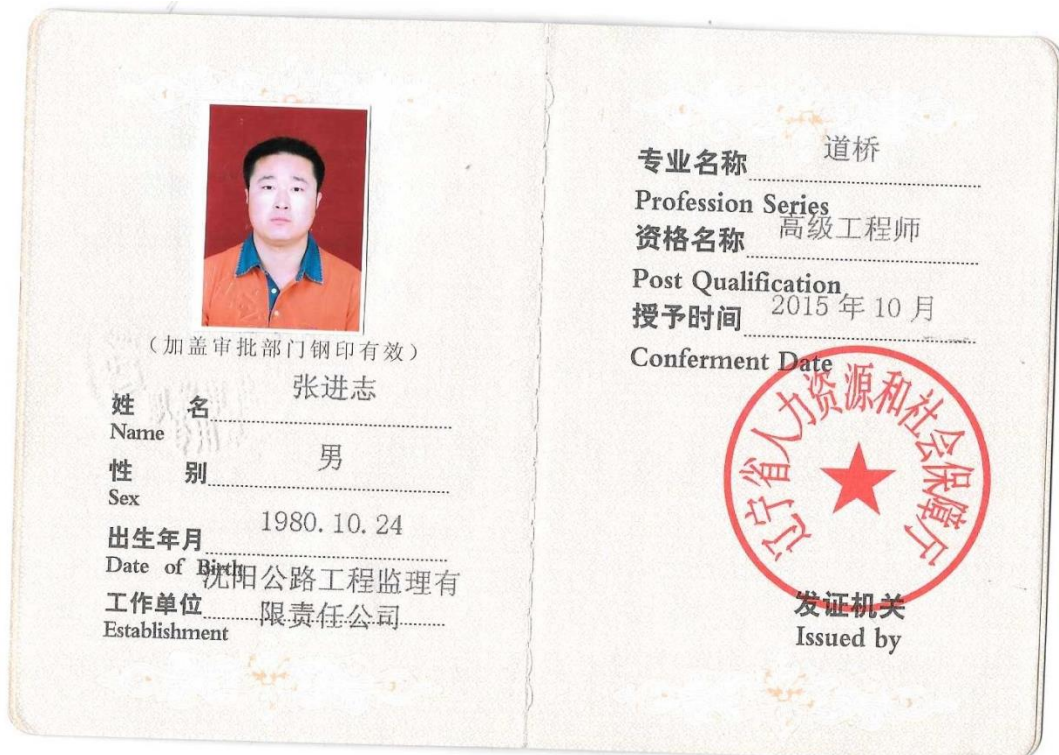 （加盖审批部门钢印有效）
姓 名 张进志
Name
性 别 男
Sex
出生年月 1980.10.24
Date of Birth
工作单位 沈阳公路工程监理有
限责任公司
Establishment
专业名称 道桥
Profession Series
资格名称 高级工程师
Post Qualification
授予时间 2015 年 10 月
Conferment Date
辽宁省人力资源和社会保障厅
发证机关
Issued by